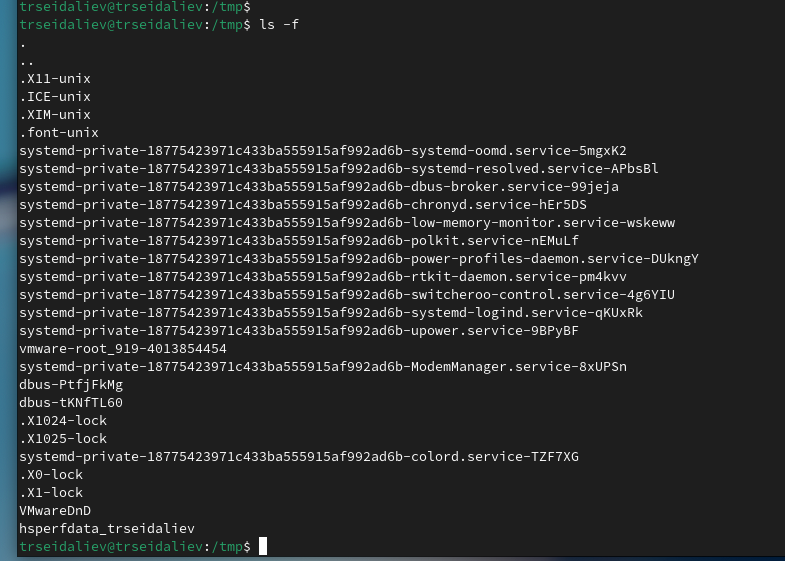 trseidaliev@trseidaliev:/tmp$
trseidaliev@trseidaliev:/tmp$ ls -f
.
..
.X11-unix
.ICE-unix
.XIM-unix
.font-unix
systemd-private-18775423971c433ba555915af992ad6b-systemd-oomd.service-5mgxK2
systemd-private-18775423971c433ba555915af992ad6b-systemd-resolved.service-APbsBl
systemd-private-18775423971c433ba555915af992ad6b-dbus-broker.service-99jeja
systemd-private-18775423971c433ba555915af992ad6b-chronyd.service-hEr5DS
systemd-private-18775423971c433ba555915af992ad6b-low-memory-monitor.service-wskeww
systemd-private-18775423971c433ba555915af992ad6b-polkit.service-nEMuLf
systemd-private-18775423971c433ba555915af992ad6b-power-profiles-daemon.service-DUkngY
systemd-private-18775423971c433ba555915af992ad6b-rtkit-daemon.service-pm4kvv
systemd-private-18775423971c433ba555915af992ad6b-switcheroo-control.service-4g6YIU
systemd-private-18775423971c433ba555915af992ad6b-systemd-logind.service-qKUxRk
systemd-private-18775423971c433ba555915af992ad6b-upower.service-9BPyBF
vmware-root_919-4013854454
systemd-private-18775423971c433ba555915af992ad6b-ModemManager.service-8xUPSn
dbus-PtfjFkMg
dbus-tKNfTL60
.X1024-lock
.X1025-lock
systemd-private-18775423971c433ba555915af992ad6b-colord.service-TZF7XG
.X0-lock
.X1-lock
VMwareDnD
hsperfdata_trseidaliev
trseidaliev@trseidaliev:/tmp$